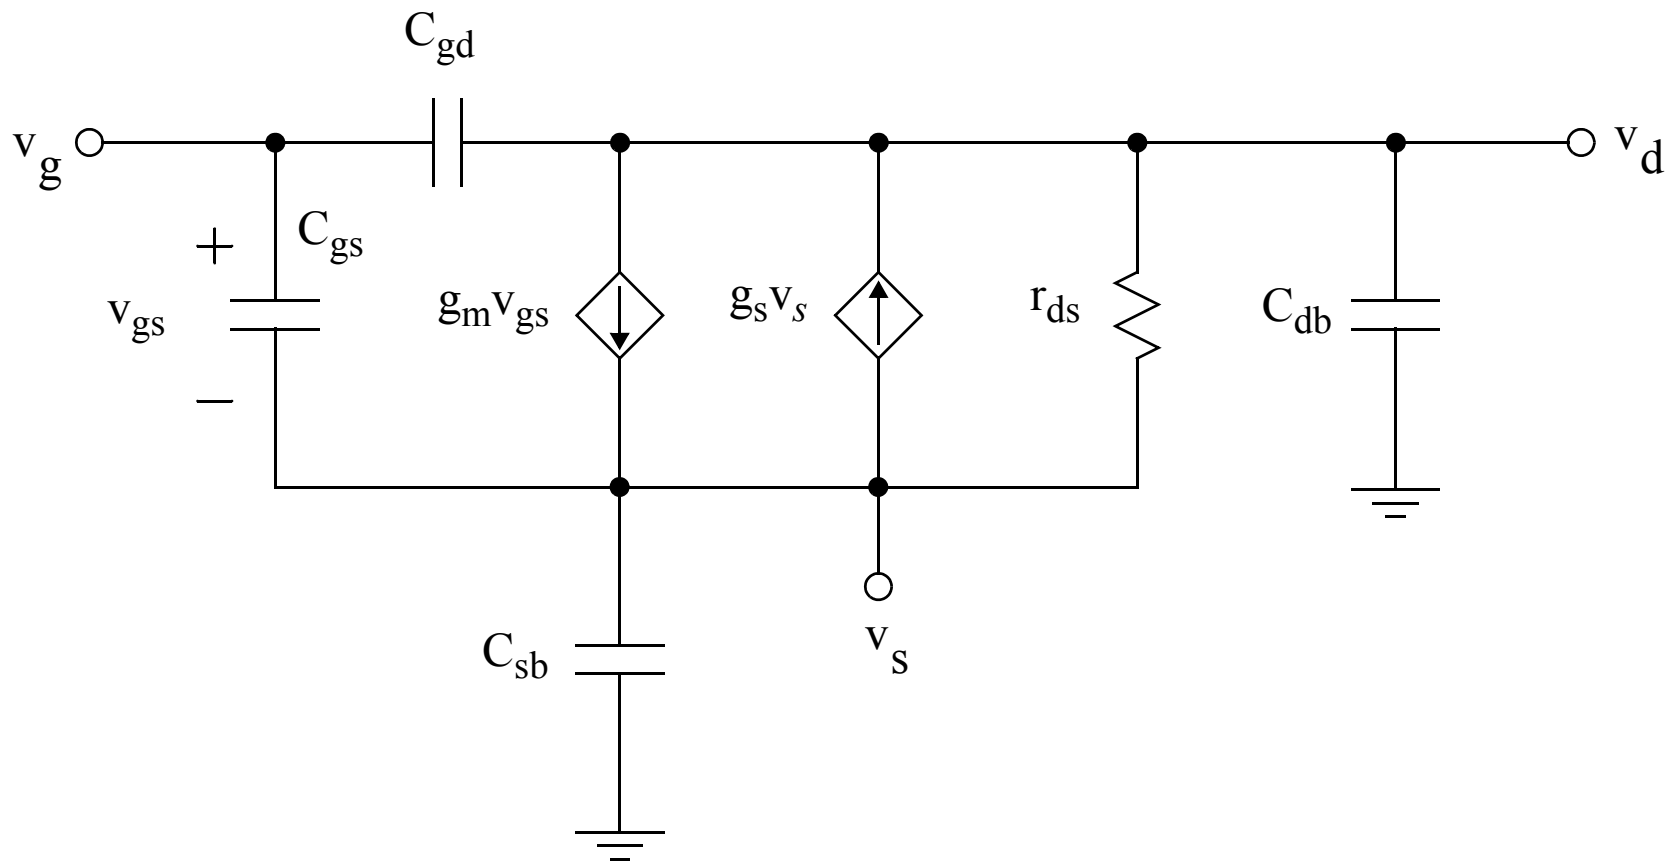 C_gd
v_g
v_d
+
C_gs
v_gs
g_m v_gs
g_s v_s
r_ds
C_db
−
C_sb
v_s